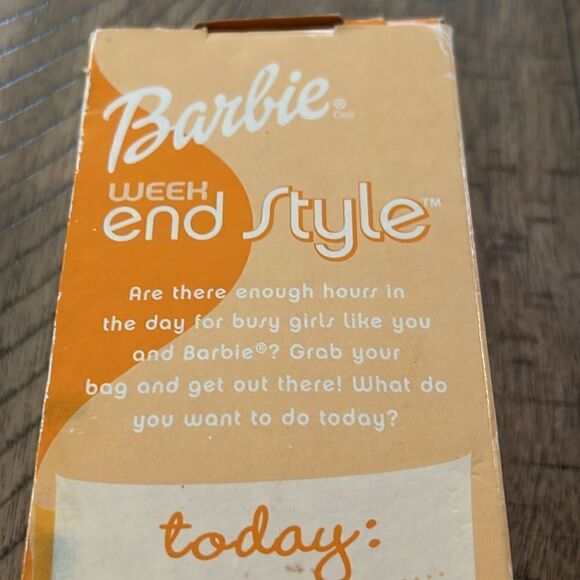 Barbie®
Doll
WEEK
end Style™
Are there enough hours in
the day for busy girls like you
and Barbie®? Grab your
bag and get out there! What do
you want to do today?
today: